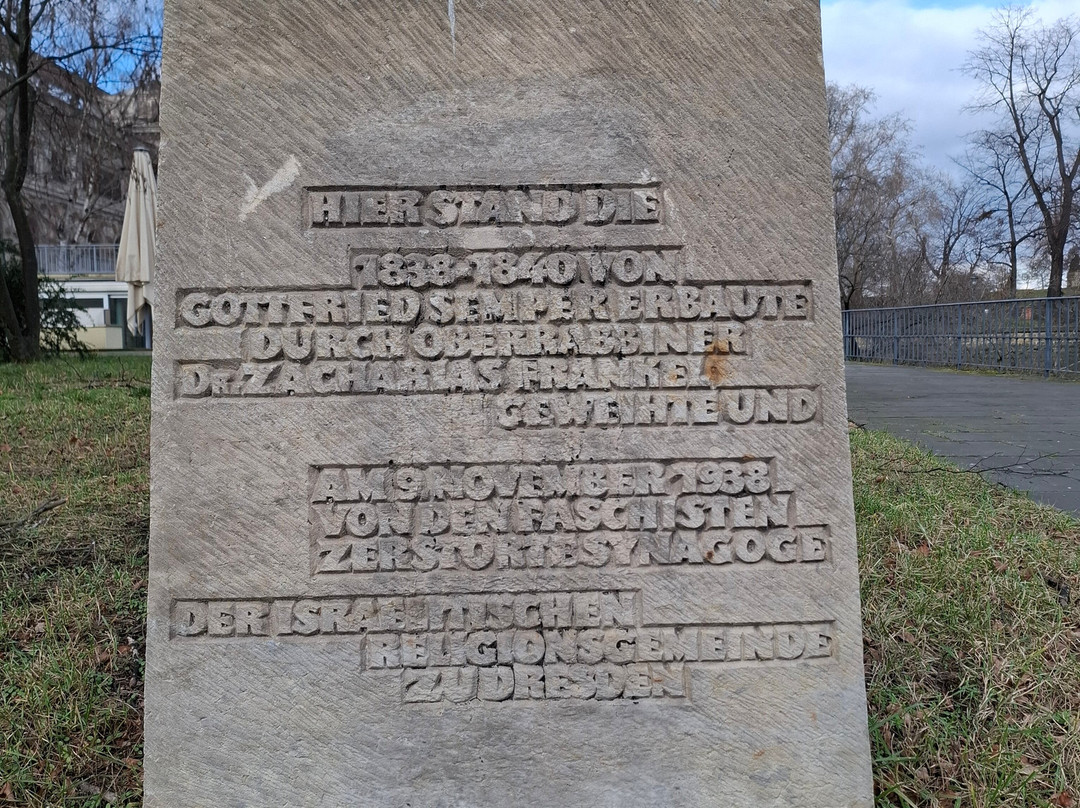 HIER STAND DIE
1838-1840 VON
GOTTFRIED SEMPER ERBAUTE
DURCH OBERRABBINER
DR. ZACHARIAS FRANKEL
GEWEIHTE UND
AM 9. NOVEMBER 1938
VON DEN FASCHISTEN
ZERSTÖRTE SYNAGOGE
DER ISRAELITISCHEN
RELIGIONSGEMEINDE
ZU DRESDEN